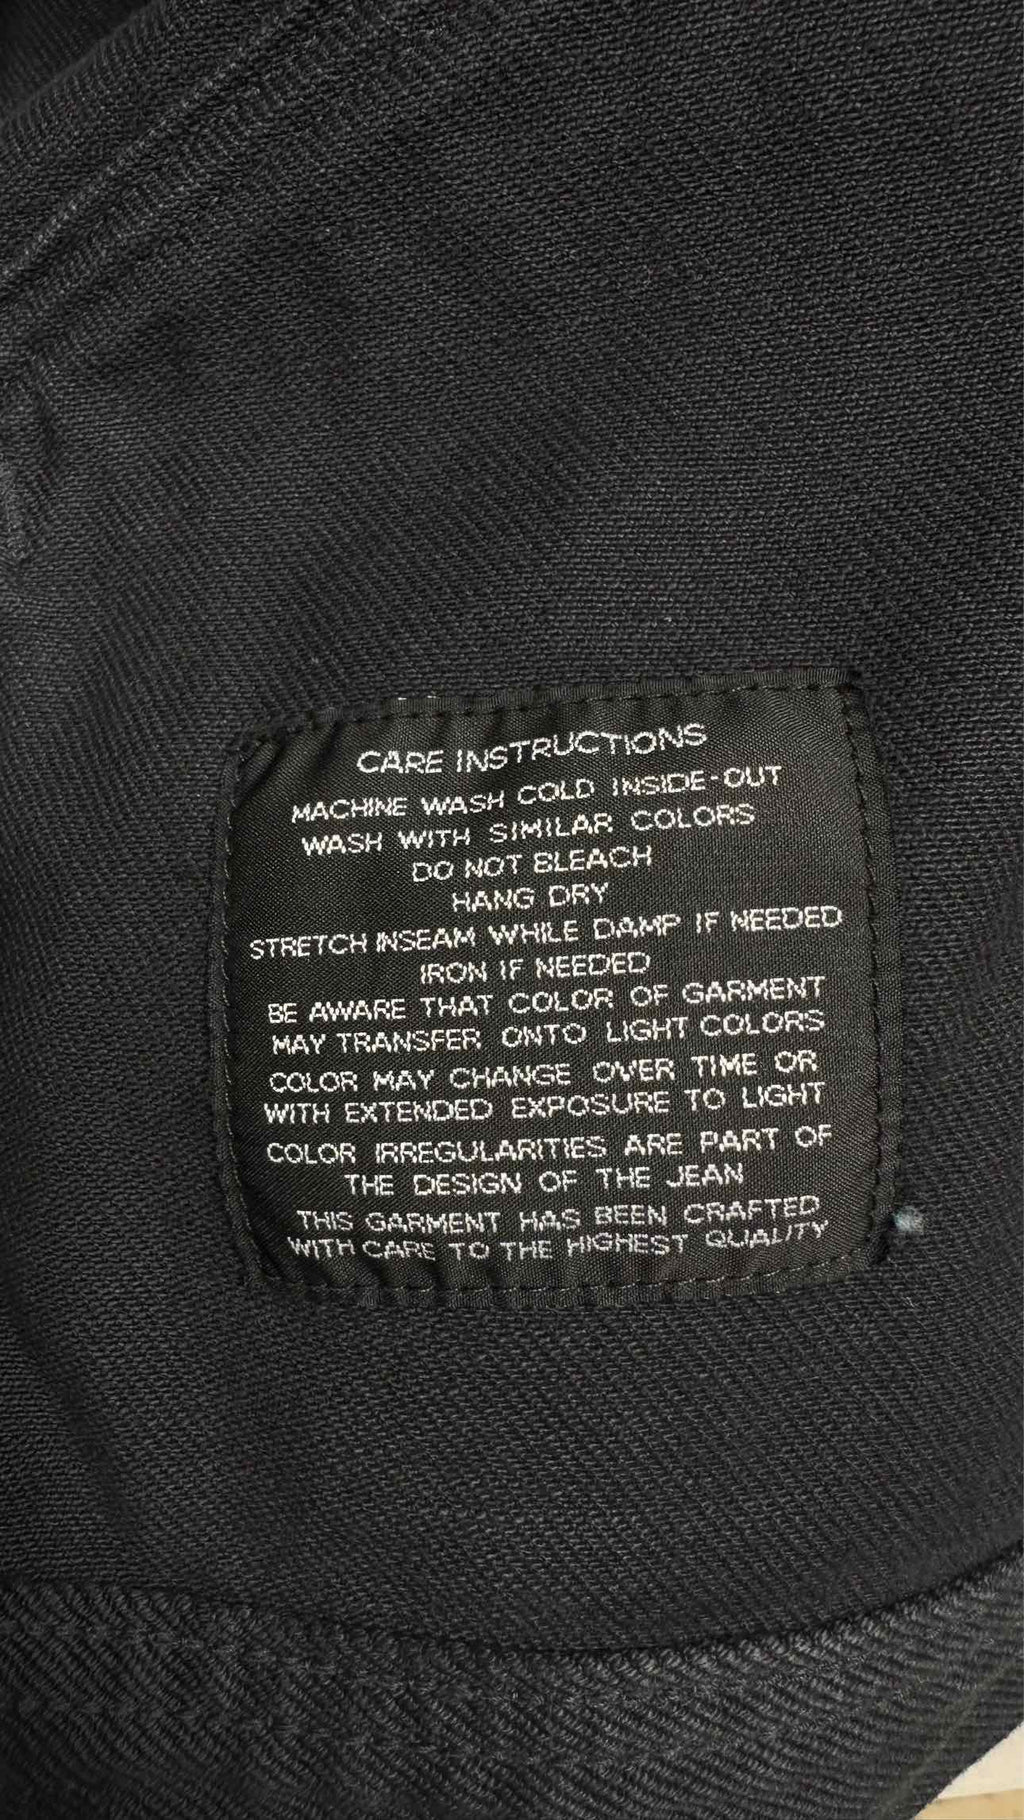 CARE INSTRUCTIONS
MACHINE WASH COLD INSIDE-OUT
WASH WITH SIMILAR COLORS
DO NOT BLEACH
HANG DRY
STRETCH INSEAM WHILE DAMP IF NEEDED
IRON IF NEEDED
BE AWARE THAT COLOR OF GARMENT
MAY TRANSFER ONTO LIGHT COLORS
COLOR MAY CHANGE OVER TIME OR
WITH EXTENDED EXPOSURE TO LIGHT
COLOR IRREGULARITIES ARE PART OF
THE DESIGN OF THE JEAN
THIS GARMENT HAS BEEN CRAFTED
WITH CARE TO THE HIGHEST QUALITY